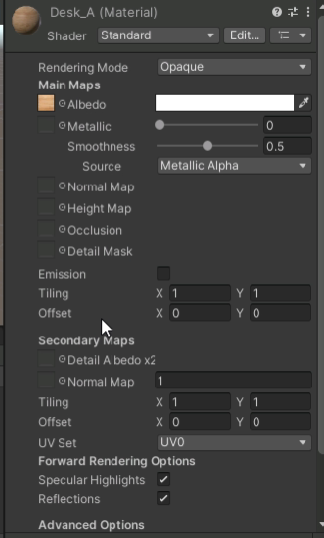 Desk_A (Material)
Shader Standard Edit...
Rendering Mode Opaque
Main Maps
Albedo
Metallic 0
Smoothness 0.5
Source Metallic Alpha
Normal Map
Height Map
Occlusion
Detail Mask
Emission
Tiling X 1 Y 1
Offset X 0 Y 0
Secondary Maps
Detail A bedo x2
Normal Map 1
Tiling X 1 Y 1
Offset X 0 Y 0
UV Set UV0
Forward Rendering Options
Specular Highlights
Reflections
Advanced Options